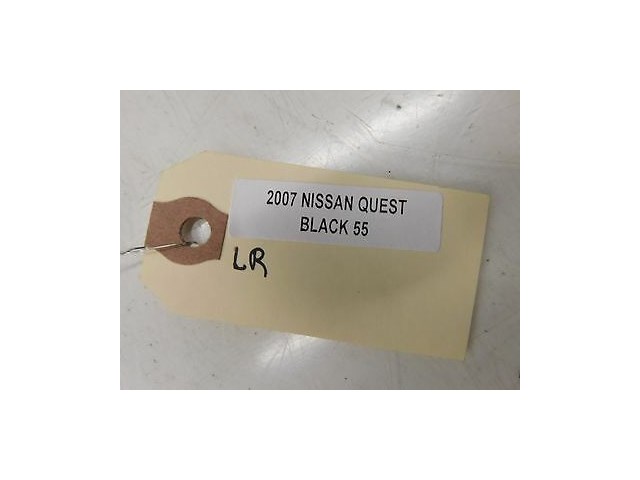 2007 NISSAN QUEST
BLACK 55
LR